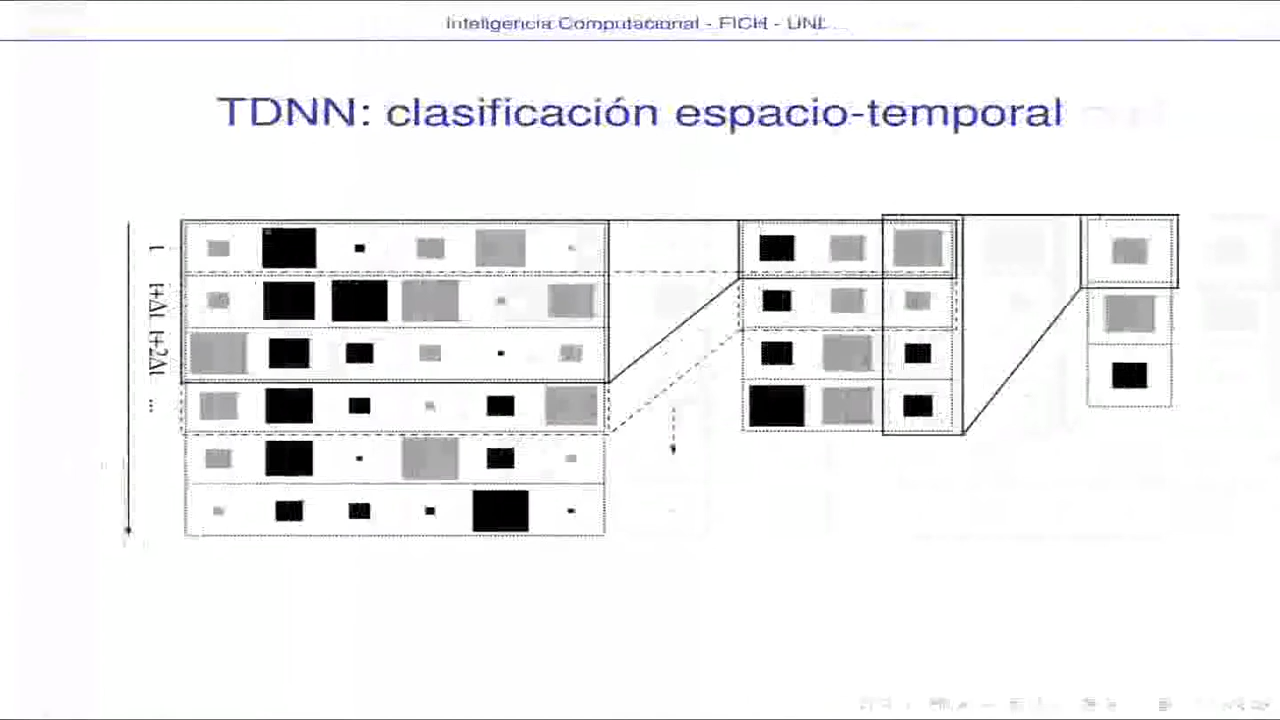 Inteligencia Computacional - FICH - UNL
TDNN: clasificación espacio-temporal
t
t+Δt
t+2Δt
...